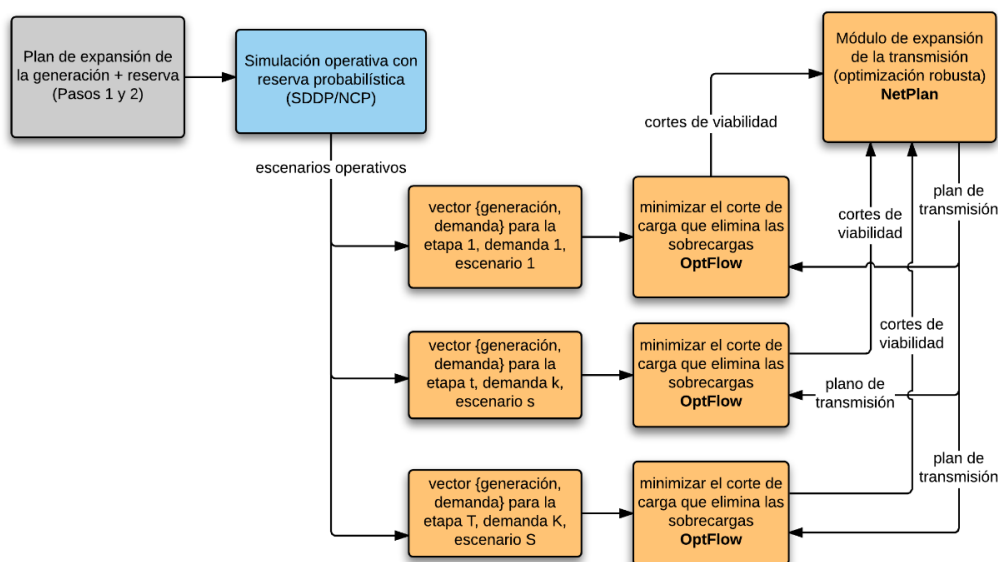 Plan de expansión de
la generación + reserva
(Pasos 1 y 2)
Simulación operativa con
reserva probabilística
(SDDP/NCP)
Módulo de expansión
de la transmisión
(optimización robusta)
NetPlan
cortes de viabilidad
escenarios operativos
vector {generación,
demanda} para la
etapa 1, demanda 1,
escenario 1
minimizar el corte de
carga que elimina las
sobrecargas
OptFlow
cortes de
viabilidad
plan de
transmisión
vector {generación,
demanda} para la
etapa t, demanda k,
escenario s
minimizar el corte de
carga que elimina las
sobrecargas
OptFlow
cortes de
viabilidad
plano de
transmisión
vector {generación,
demanda} para la
etapa T, demanda K,
escenario S
minimizar el corte de
carga que elimina las
sobrecargas
OptFlow
plan de
transmisión